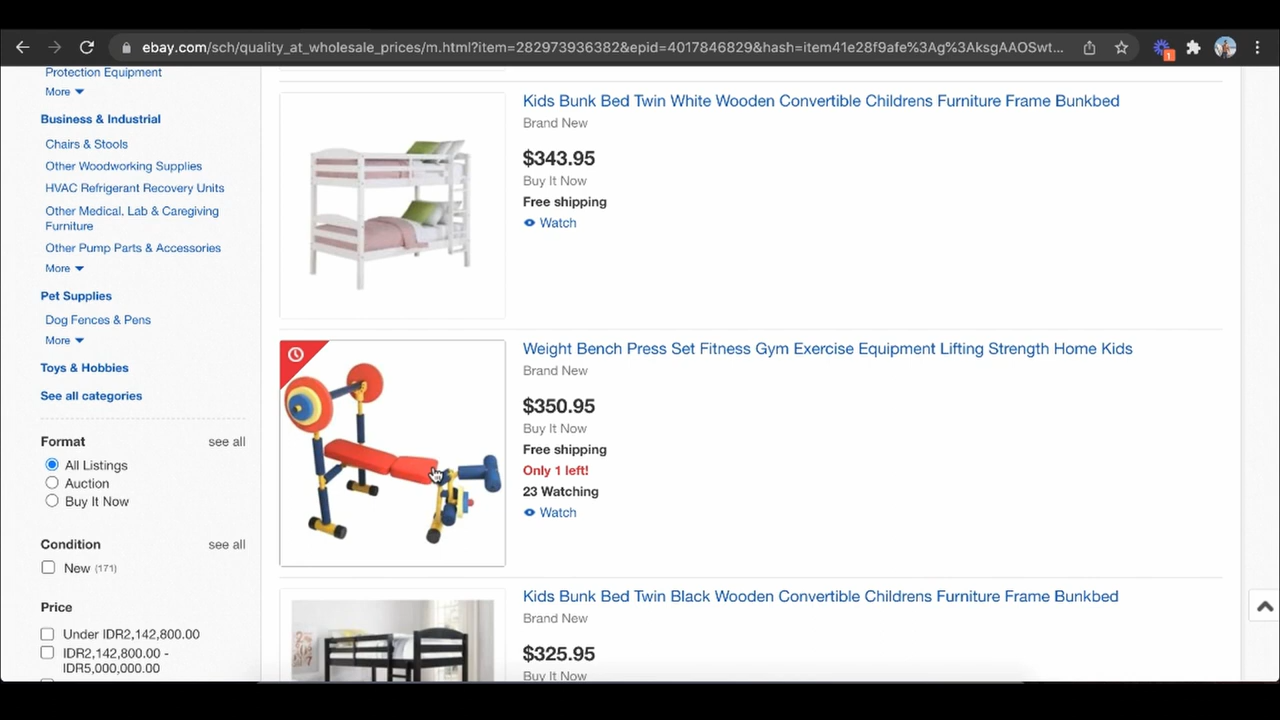 ebay.com/sch/quality_at_wholesale_prices/m.html?item=282973936382&epid=4017846829&hash=item41e28f9afe%3Ag%3AksgAAOSwt...
1
Protection Equipment
More
Business & Industrial
Chairs & Stools
Other Woodworking Supplies
HVAC Refrigerant Recovery Units
Other Medical, Lab & Caregiving
Furniture
Other Pump Parts & Accessories
More
Pet Supplies
Dog Fences & Pens
More
Toys & Hobbies
See all categories
Format see all
All Listings
Auction
Buy It Now
Condition see all
New (171)
Price
Under IDR2,142,800.00
IDR2,142,800.00 -
IDR5,000,000.00
Kids Bunk Bed Twin White Wooden Convertible Childrens Furniture Frame Bunkbed
Brand New
$343.95
Buy It Now
Free shipping
Watch
Weight Bench Press Set Fitness Gym Exercise Equipment Lifting Strength Home Kids
Brand New
$350.95
Buy It Now
Free shipping
Only 1 left!
23 Watching
Watch
Kids Bunk Bed Twin Black Wooden Convertible Childrens Furniture Frame Bunkbed
Brand New
$325.95
Buy It Now